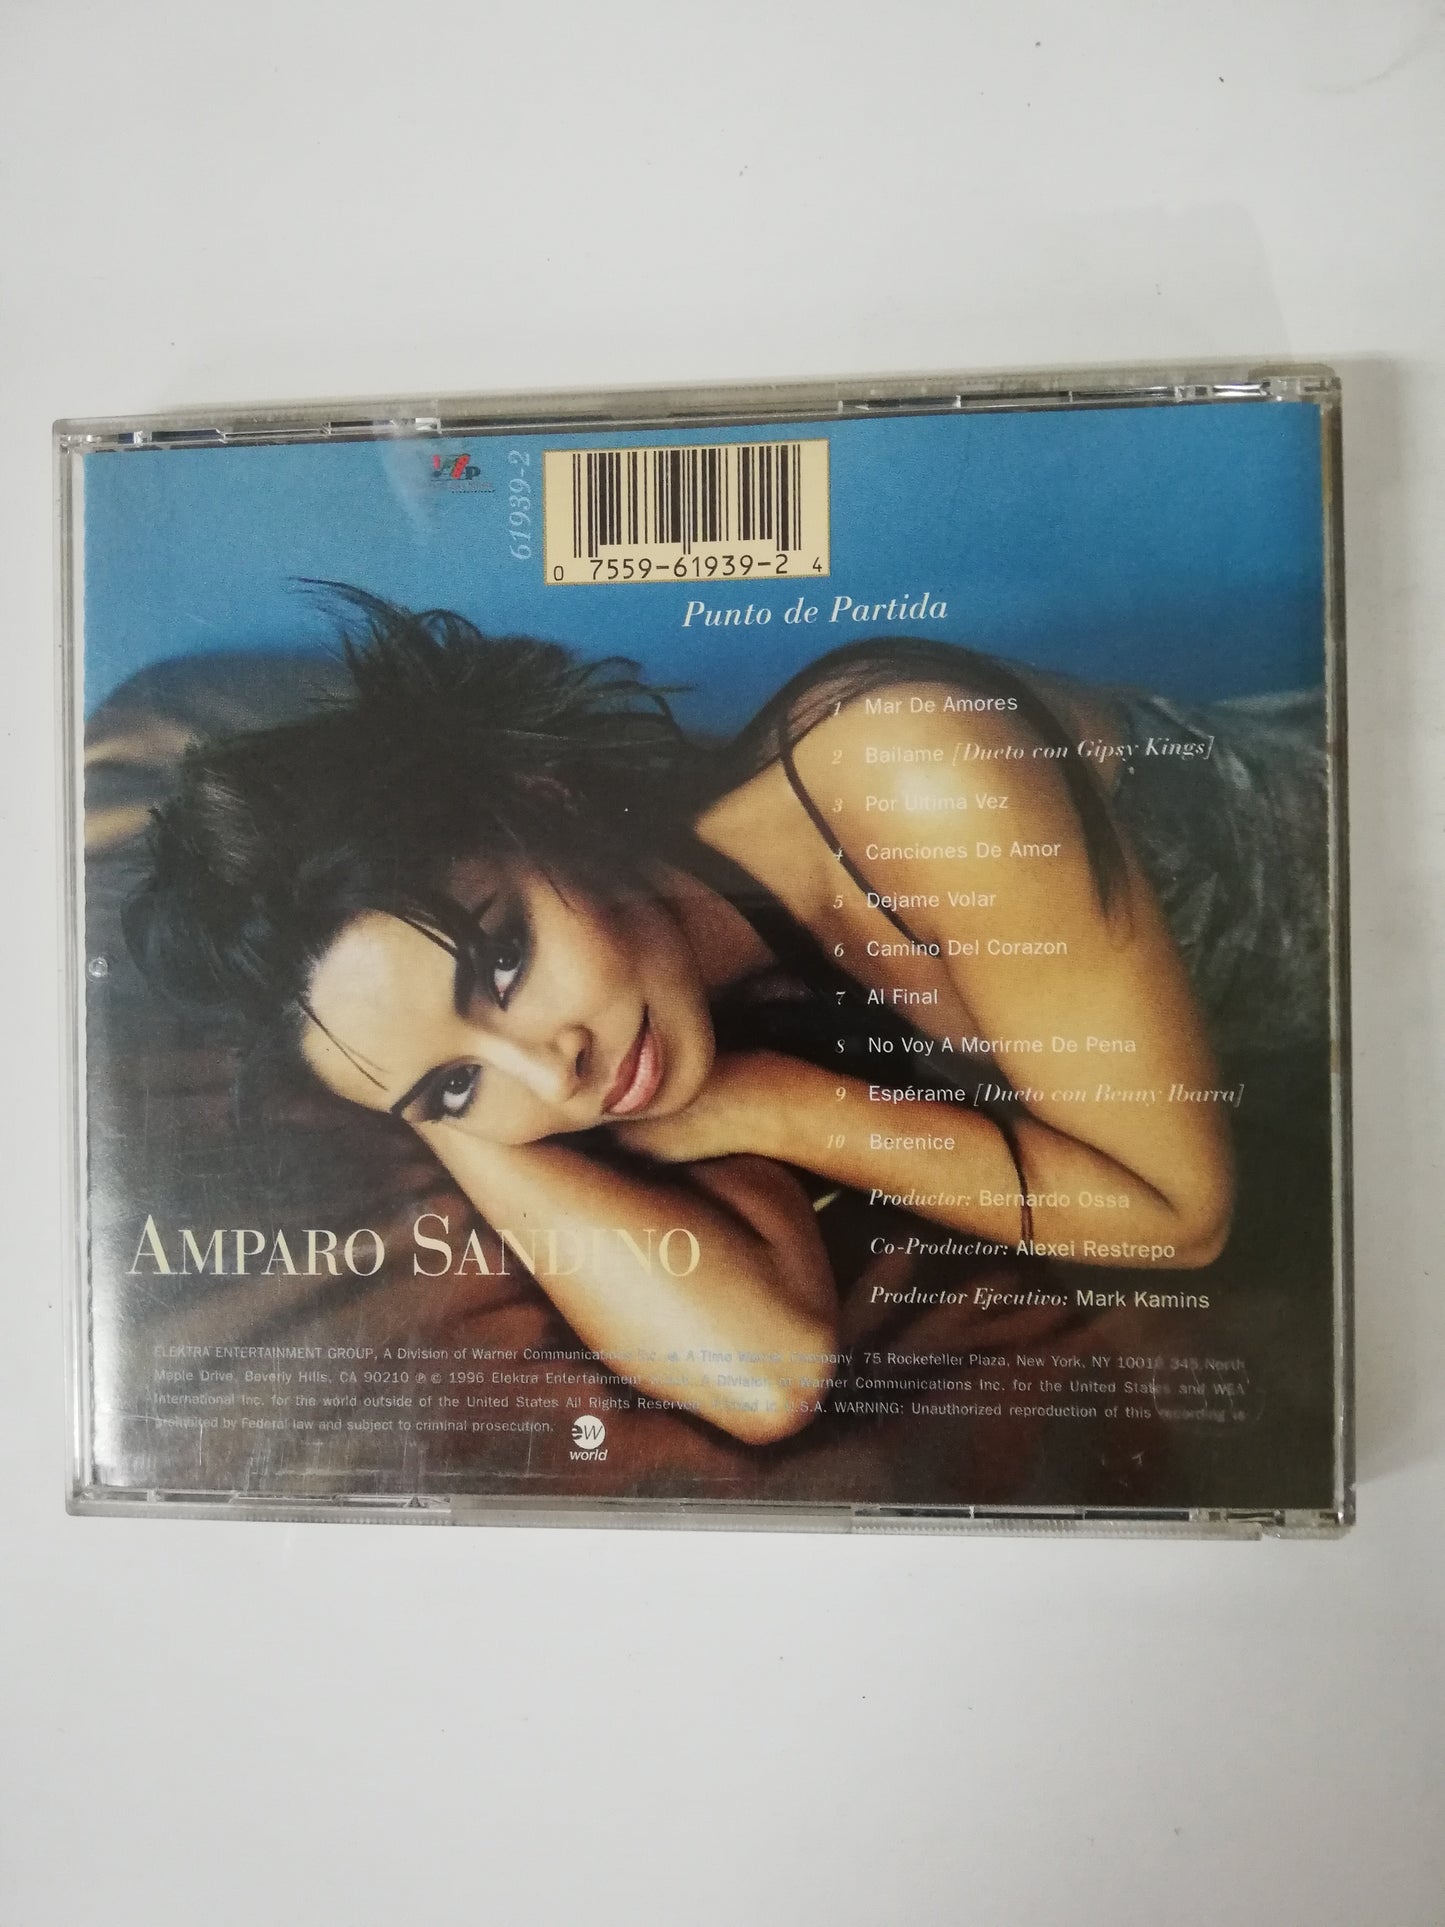 61939-2
0 7559-61939-2 4
Punto de Partida
1 Mar De Amores
2 Bailame [Dueto con Gipsy Kings]
3 Por Ultima Vez
4 Canciones De Amor
5 Dejame Volar
6 Camino Del Corazon
7 Al Final
8 No Voy A Morirme De Pena
9 Espérame [Dueto con Benny Ibarra]
10 Berenice
Productor: Bernardo Ossa
Co-Productor: Alexei Restrepo
Productor Ejecutivo: Mark Kamins
AMPARO SANDINO
ELEKTRA ENTERTAINMENT GROUP, A Division of Warner Communications Inc. A Time Warner Company 75 Rockefeller Plaza, New York, NY 10019 345 North
Maple Drive, Beverly Hills, CA 90210 ℗ © 1996 Elektra Entertainment Group, A Division of Warner Communications Inc. for the United States and WEA
International Inc. for the world outside of the United States All Rights Reserved. Printed in U.S.A. WARNING: Unauthorized reproduction of this recording is
prohibited by Federal law and subject to criminal prosecution.
ew
world